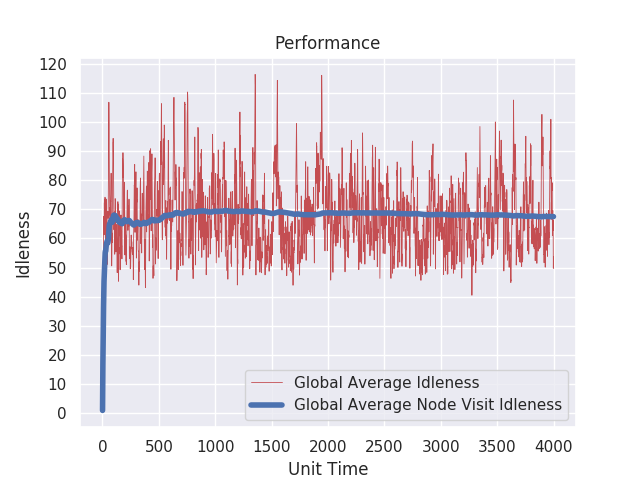 Performance
120
110
100
90
80
70
60
50
40
30
20
10
0
Idleness
Global Average Idleness
Global Average Node Visit Idleness
0 500 1000 1500 2000 2500 3000 3500 4000
Unit Time